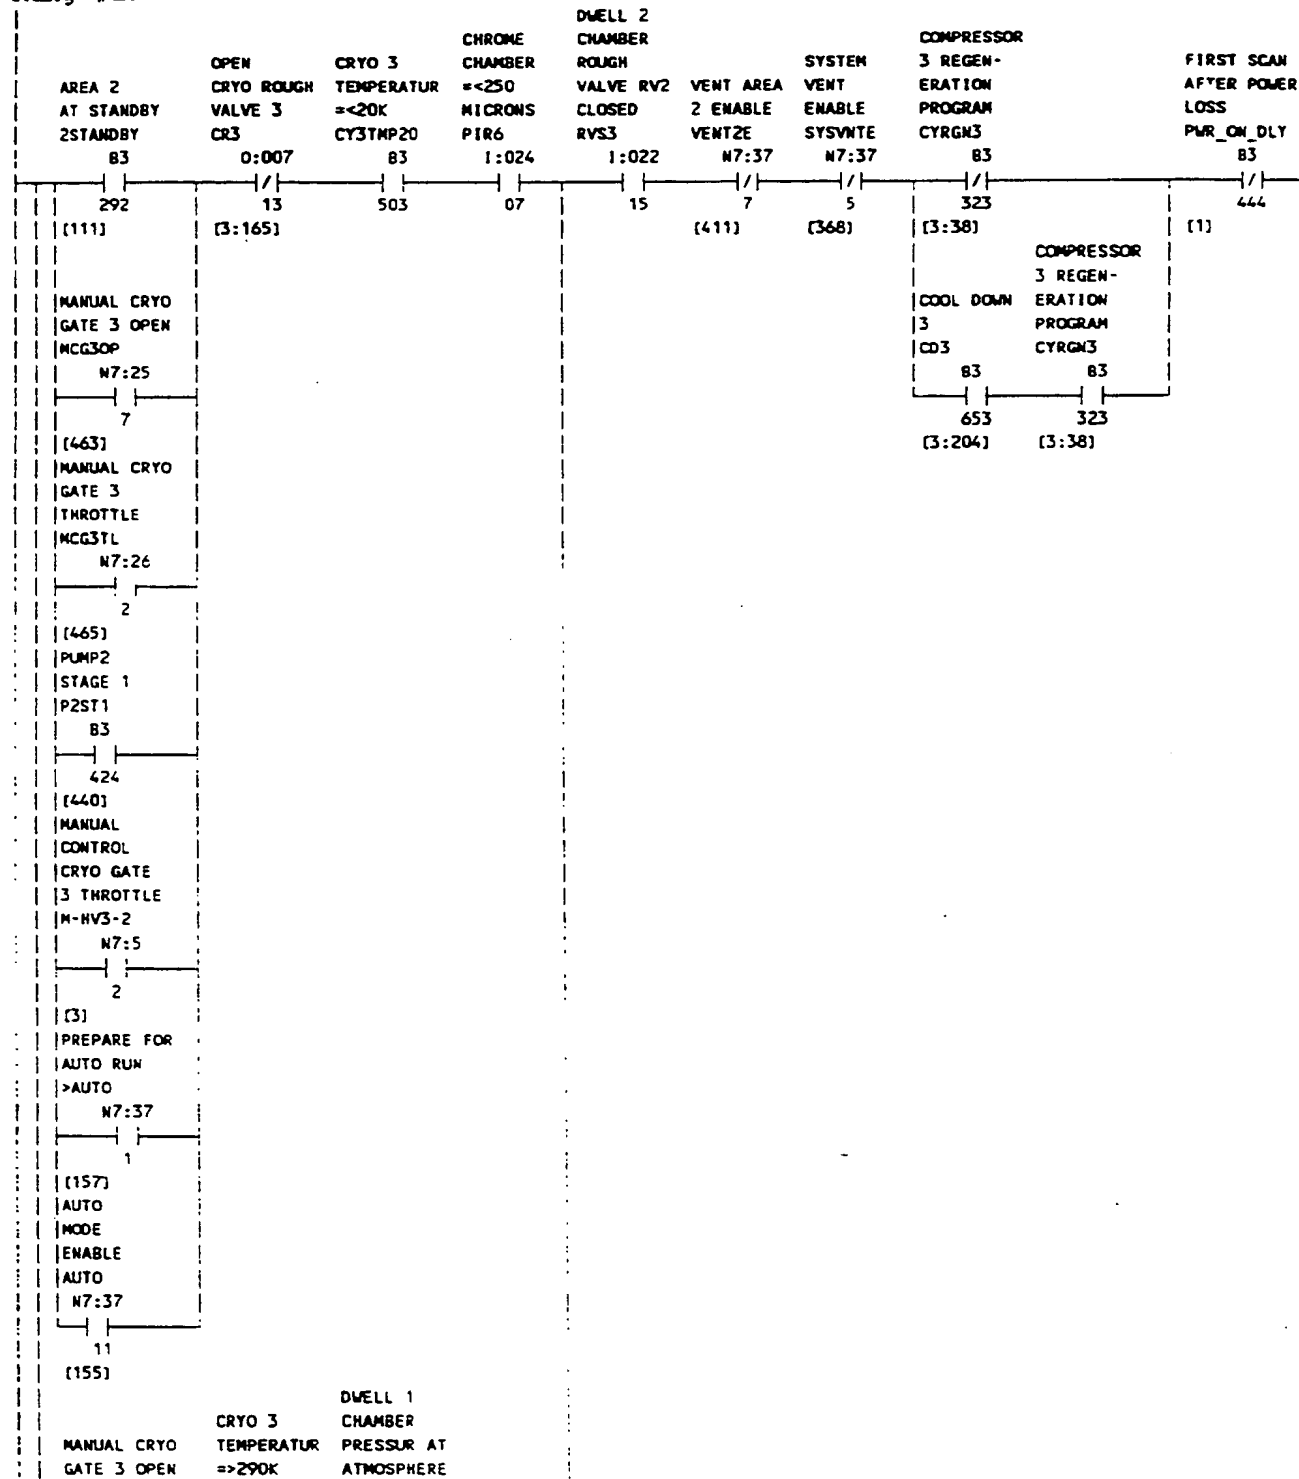 DWELL 2
CHROME CHAMBER COMPRESSOR
OPEN CRYO 3 CHAMBER ROUGH SYSTEM 3 REGEN- FIRST SCAN
AREA 2 CRYO ROUGH TEMPERATUR =<250 VALVE RV2 VENT AREA VENT ERATION AFTER POWER
AT STANDBY VALVE 3 =<20K MICRONS CLOSED 2 ENABLE ENABLE PROGRAM LOSS
2STANDBY CR3 CY3TMP20 PIR6 RVS3 VENT2E SYSVNTE CYRGN3 PWR_ON_DLY
B3 O:007 B3 I:024 I:022 N7:37 N7:37 B3 B3
292 13 503 07 15 7 5 323 444
[111] [3:165] [411] [368] [3:38] [1]
COMPRESSOR
3 REGEN-
MANUAL CRYO COOL DOWN ERATION
GATE 3 OPEN 3 PROGRAM
MCG3OP CD3 CYRGN3
N7:25 B3 B3
7 653 323
[463] [3:204] [3:38]
MANUAL CRYO
GATE 3
THROTTLE
MCG3TL
N7:26
2
[465]
PUMP2
STAGE 1
P2ST1
B3
424
[440]
MANUAL
CONTROL
CRYO GATE
3 THROTTLE
M-HV3-2
N7:5
2
[3]
PREPARE FOR
AUTO RUN
>AUTO
N7:37
1
[157]
AUTO
MODE
ENABLE
AUTO
N7:37
11
[155]
DWELL 1
CRYO 3 CHAMBER
MANUAL CRYO TEMPERATUR PRESSUR AT
GATE 3 OPEN =>290K ATMOSPHERE